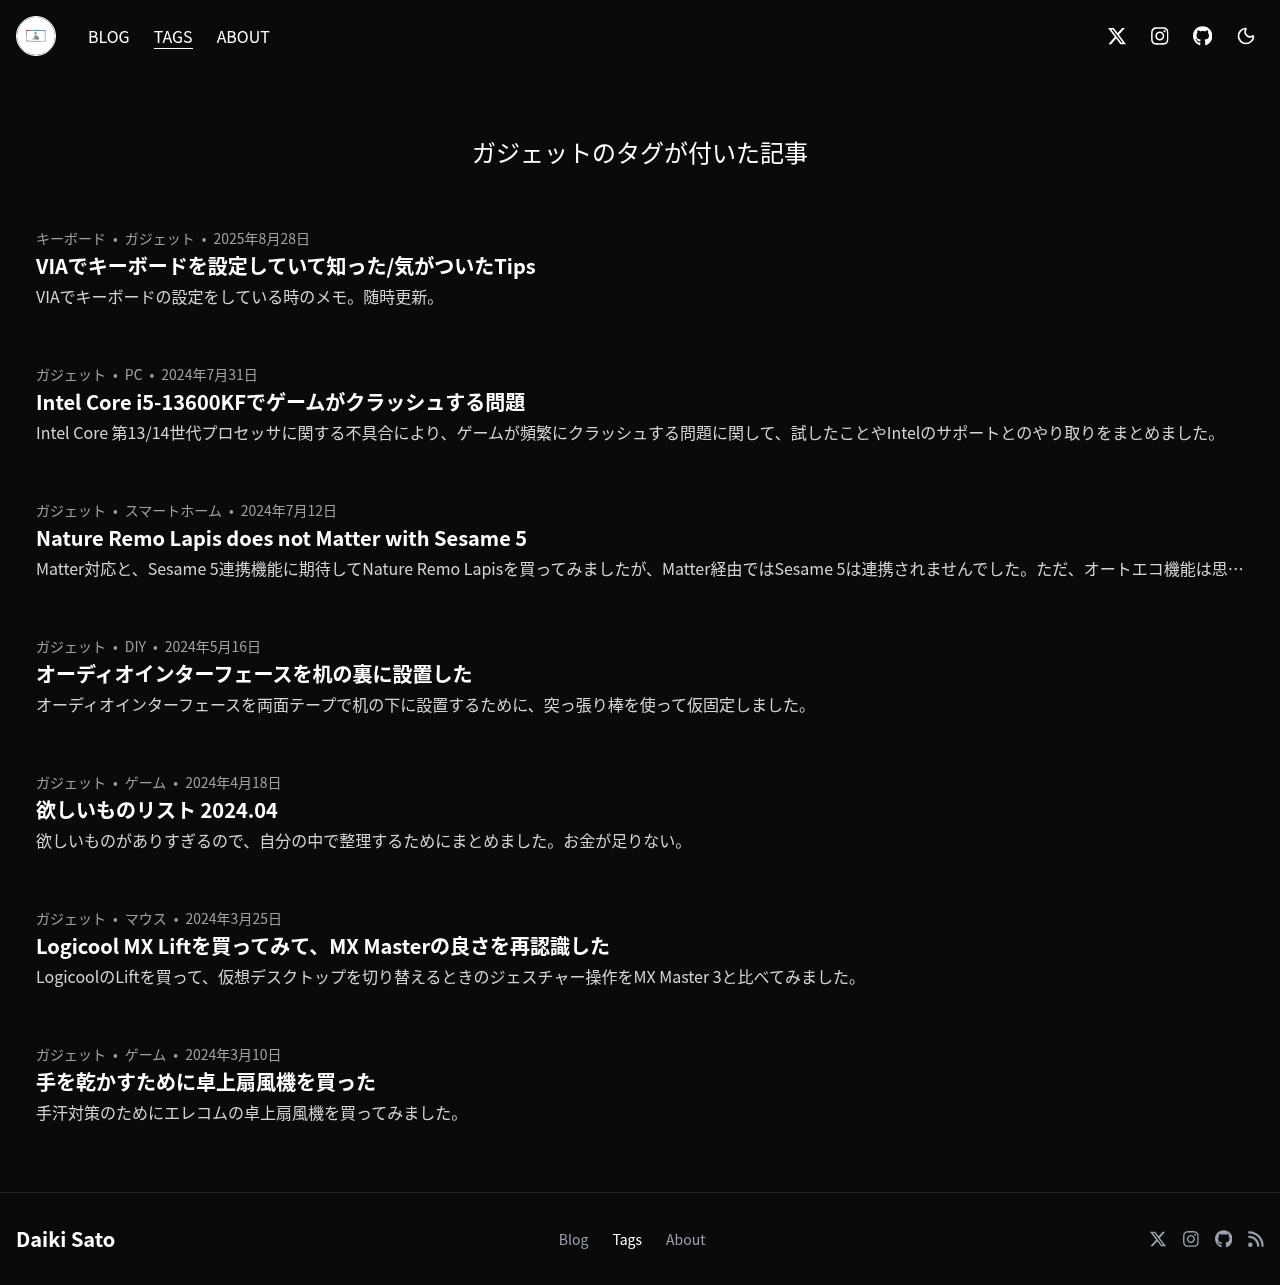 BLOG TAGS ABOUT
ガジェットのタグが付いた記事
キーボード • ガジェット • 2025年8月28日
VIAでキーボードを設定していて知った/気がついたTips
VIAでキーボードの設定をしている時のメモ。随時更新。
ガジェット • PC • 2024年7月31日
Intel Core i5-13600KFでゲームがクラッシュする問題
Intel Core 第13/14世代プロセッサに関する不具合により、ゲームが頻繁にクラッシュする問題に関して、試したことやIntelのサポートとのやり取りをまとめました。
ガジェット • スマートホーム • 2024年7月12日
Nature Remo Lapis does not Matter with Sesame 5
Matter対応と、Sesame 5連携機能に期待してNature Remo Lapisを買ってみましたが、Matter経由ではSesame 5は連携されませんでした。ただ、オートエコ機能は思…
ガジェット • DIY • 2024年5月16日
オーディオインターフェースを机の裏に設置した
オーディオインターフェースを両面テープで机の下に設置するために、突っ張り棒を使って仮固定しました。
ガジェット • ゲーム • 2024年4月18日
欲しいものリスト 2024.04
欲しいものがありすぎるので、自分の中で整理するためにまとめました。お金が足りない。
ガジェット • マウス • 2024年3月25日
Logicool MX Liftを買ってみて、MX Masterの良さを再認識した
LogicoolのLiftを買って、仮想デスクトップを切り替えるときのジェスチャー操作をMX Master 3と比べてみました。
ガジェット • ゲーム • 2024年3月10日
手を乾かすために卓上扇風機を買った
手汗対策のためにエレコムの卓上扇風機を買ってみました。
Daiki Sato Blog Tags About